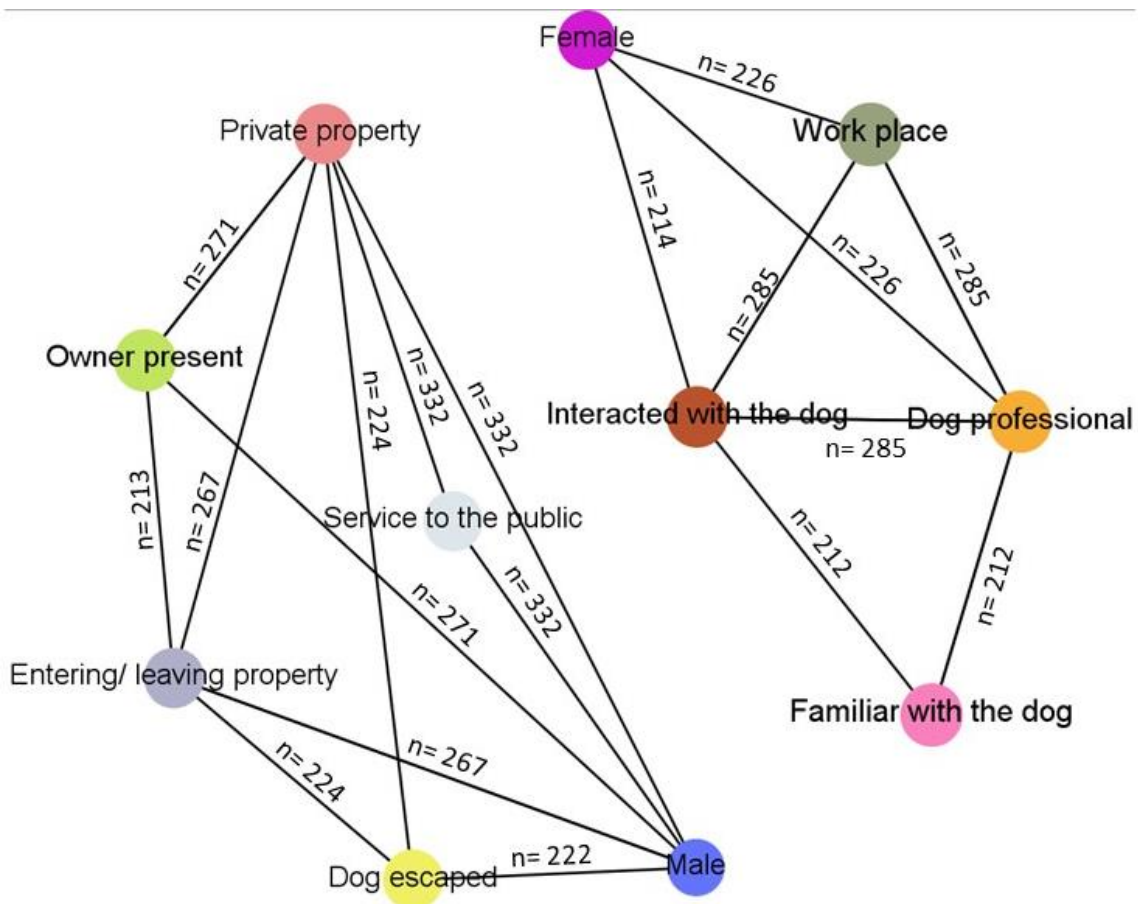 Female
n= 226
Private property
Work place
n= 214
n= 271
n= 226
n= 285
n= 285
Owner present
n= 332
n= 332
n= 224
Interacted with the dog
Dog professional
n= 285
n= 213
n= 267
Service to the public
n= 212
n= 332
n= 212
n= 271
Entering/ leaving property
Familiar with the dog
n= 224
n= 267
n= 222
Dog escaped
Male